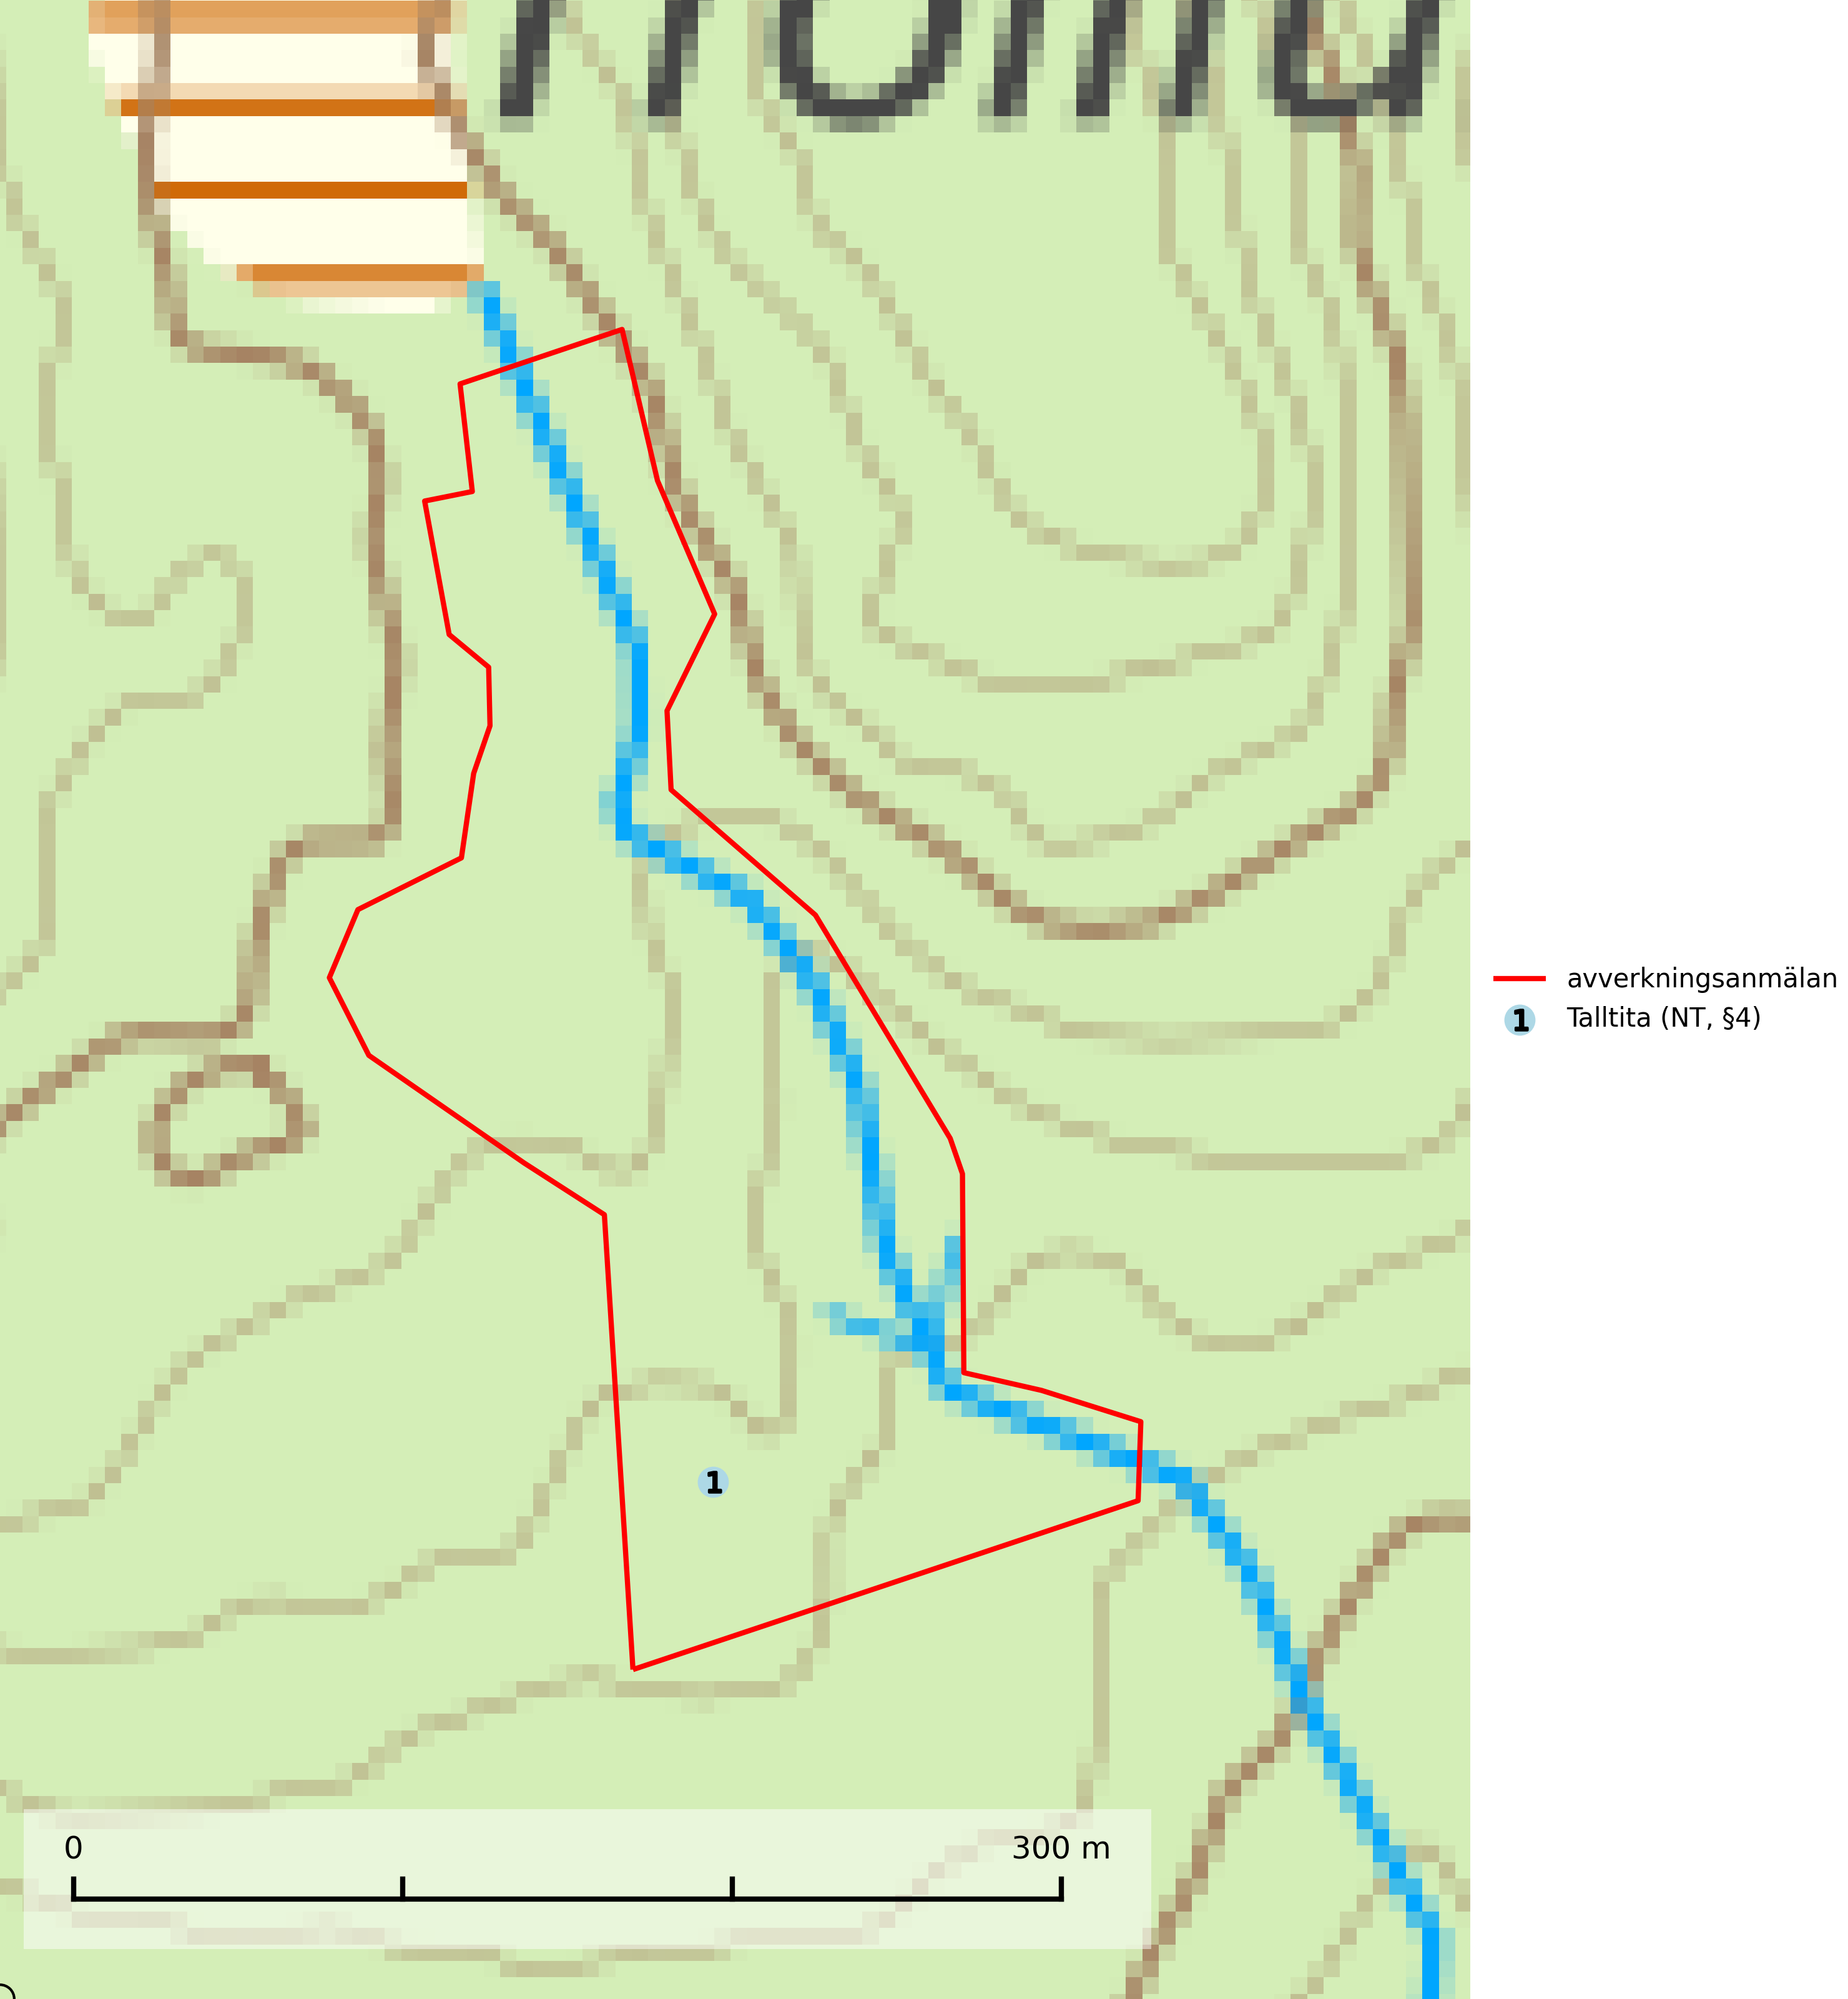 avverkningsanmälan
1 Talltita (NT, §4)
1
0 300 m